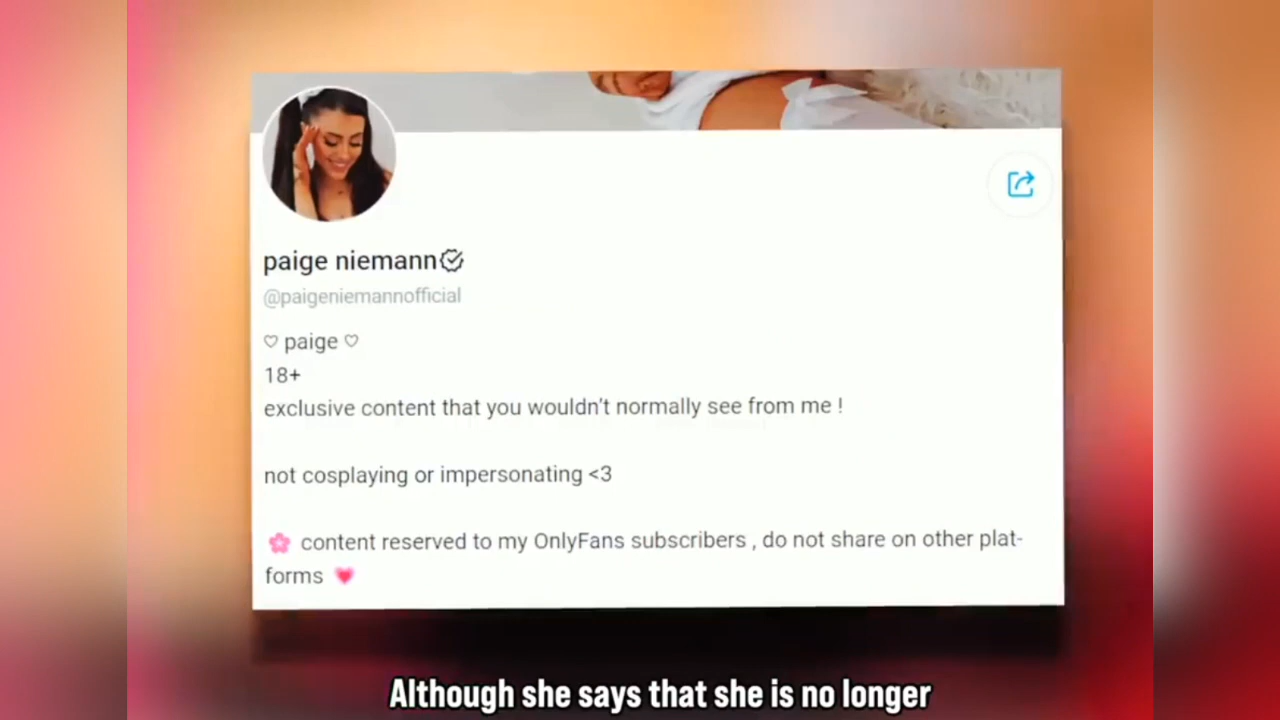 paige niemann
@paigeniemannofficial
♡ paige ♡
18+
exclusive content that you wouldn't normally see from me !
not cosplaying or impersonating <3
🌸 content reserved to my OnlyFans subscribers , do not share on other plat-
forms 💗
Although she says that she is no longer